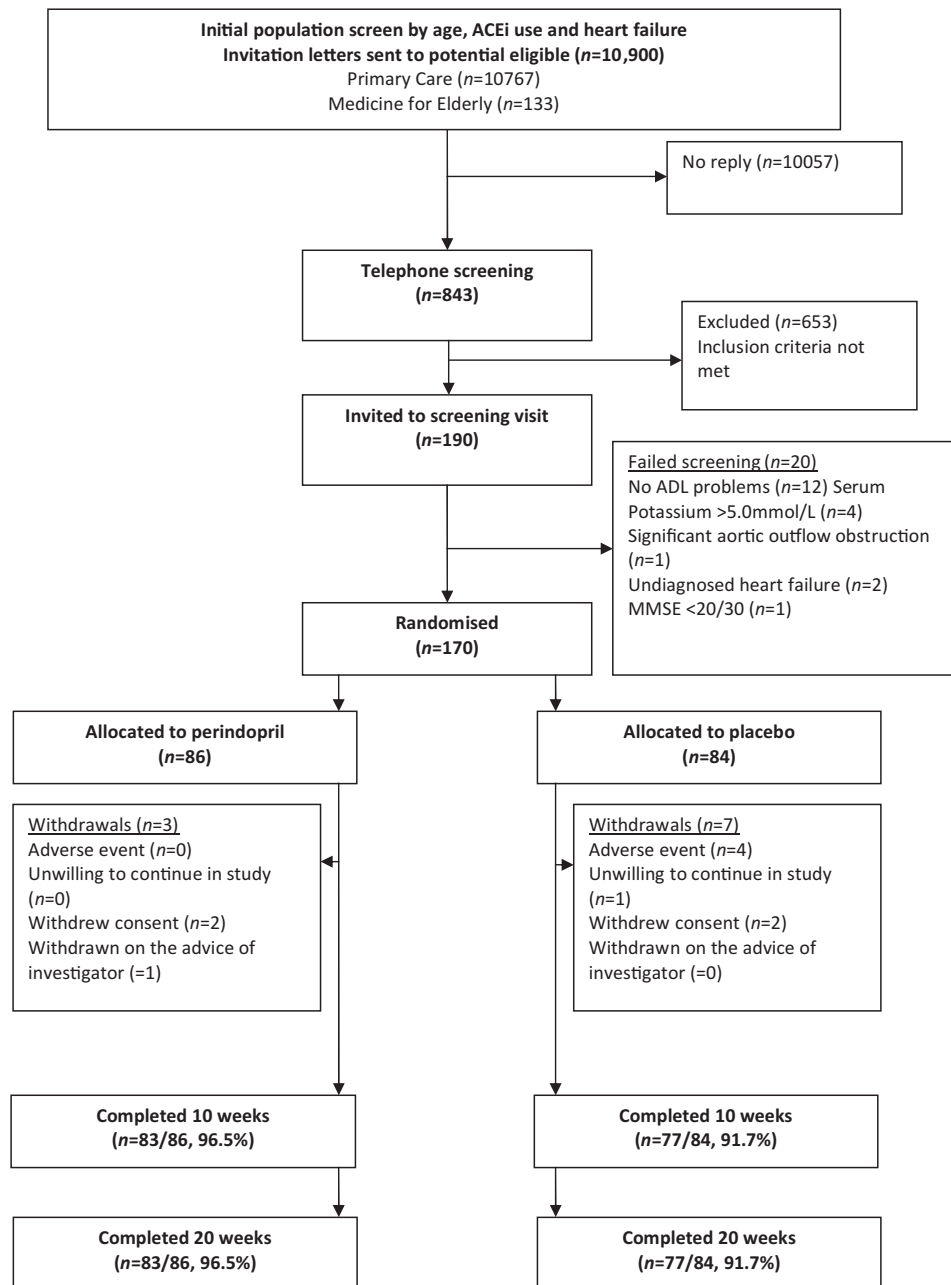 Initial population screen by age, ACEi use and heart failure
Invitation letters sent to potential eligible (n=10,900)
Primary Care (n=10767)
Medicine for Elderly (n=133)
No reply (n=10057)
Telephone screening
(n=843)
Excluded (n=653)
Inclusion criteria not
met
Invited to screening visit
(n=190)
Failed screening (n=20)
No ADL problems (n=12) Serum
Potassium >5.0mmol/L (n=4)
Significant aortic outflow obstruction
(n=1)
Undiagnosed heart failure (n=2)
MMSE <20/30 (n=1)
Randomised
(n=170)
Allocated to perindopril
(n=86)
Allocated to placebo
(n=84)
Withdrawals (n=3)
Adverse event (n=0)
Unwilling to continue in study
(n=0)
Withdrew consent (n=2)
Withdrawn on the advice of
investigator (=1)
Withdrawals (n=7)
Adverse event (n=4)
Unwilling to continue in study
(n=1)
Withdrew consent (n=2)
Withdrawn on the advice of
investigator (=0)
Completed 10 weeks
(n=83/86, 96.5%)
Completed 10 weeks
(n=77/84, 91.7%)
Completed 20 weeks
(n=83/86, 96.5%)
Completed 20 weeks
(n=77/84, 91.7%)